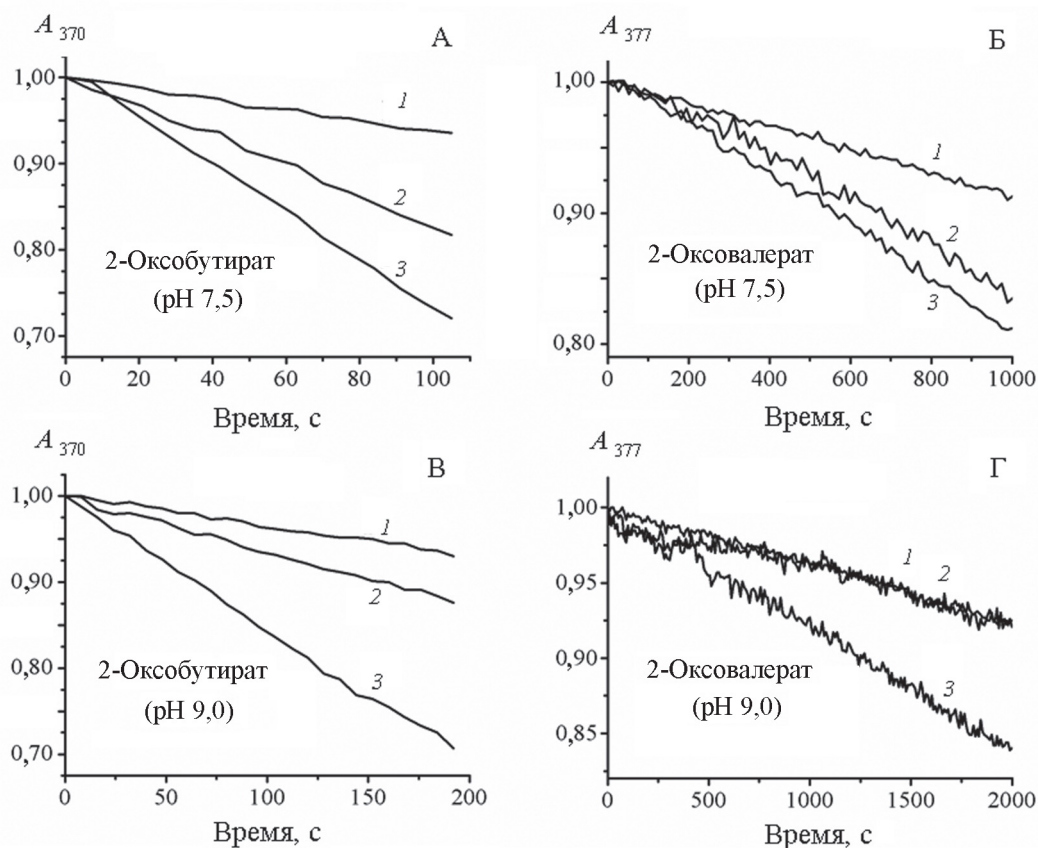 A 370
А
1,00
0,90
0,80
0,70
1
2
3
2-Оксобутират
(pH 7,5)
0 20 40 60 80 100
Время, с
A 377
Б
1,00
0,90
0,80
1
2
3
2-Оксовалерат
(pH 7,5)
0 200 400 600 800 1000
Время, с
A 370
В
1,00
0,90
0,80
0,70
1
2
3
2-Оксобутират
(pH 9,0)
0 50 100 150 200
Время, с
A 377
Г
1,00
0,95
0,90
0,85
1 2
3
2-Оксовалерат
(pH 9,0)
0 500 1000 1500 2000
Время, с